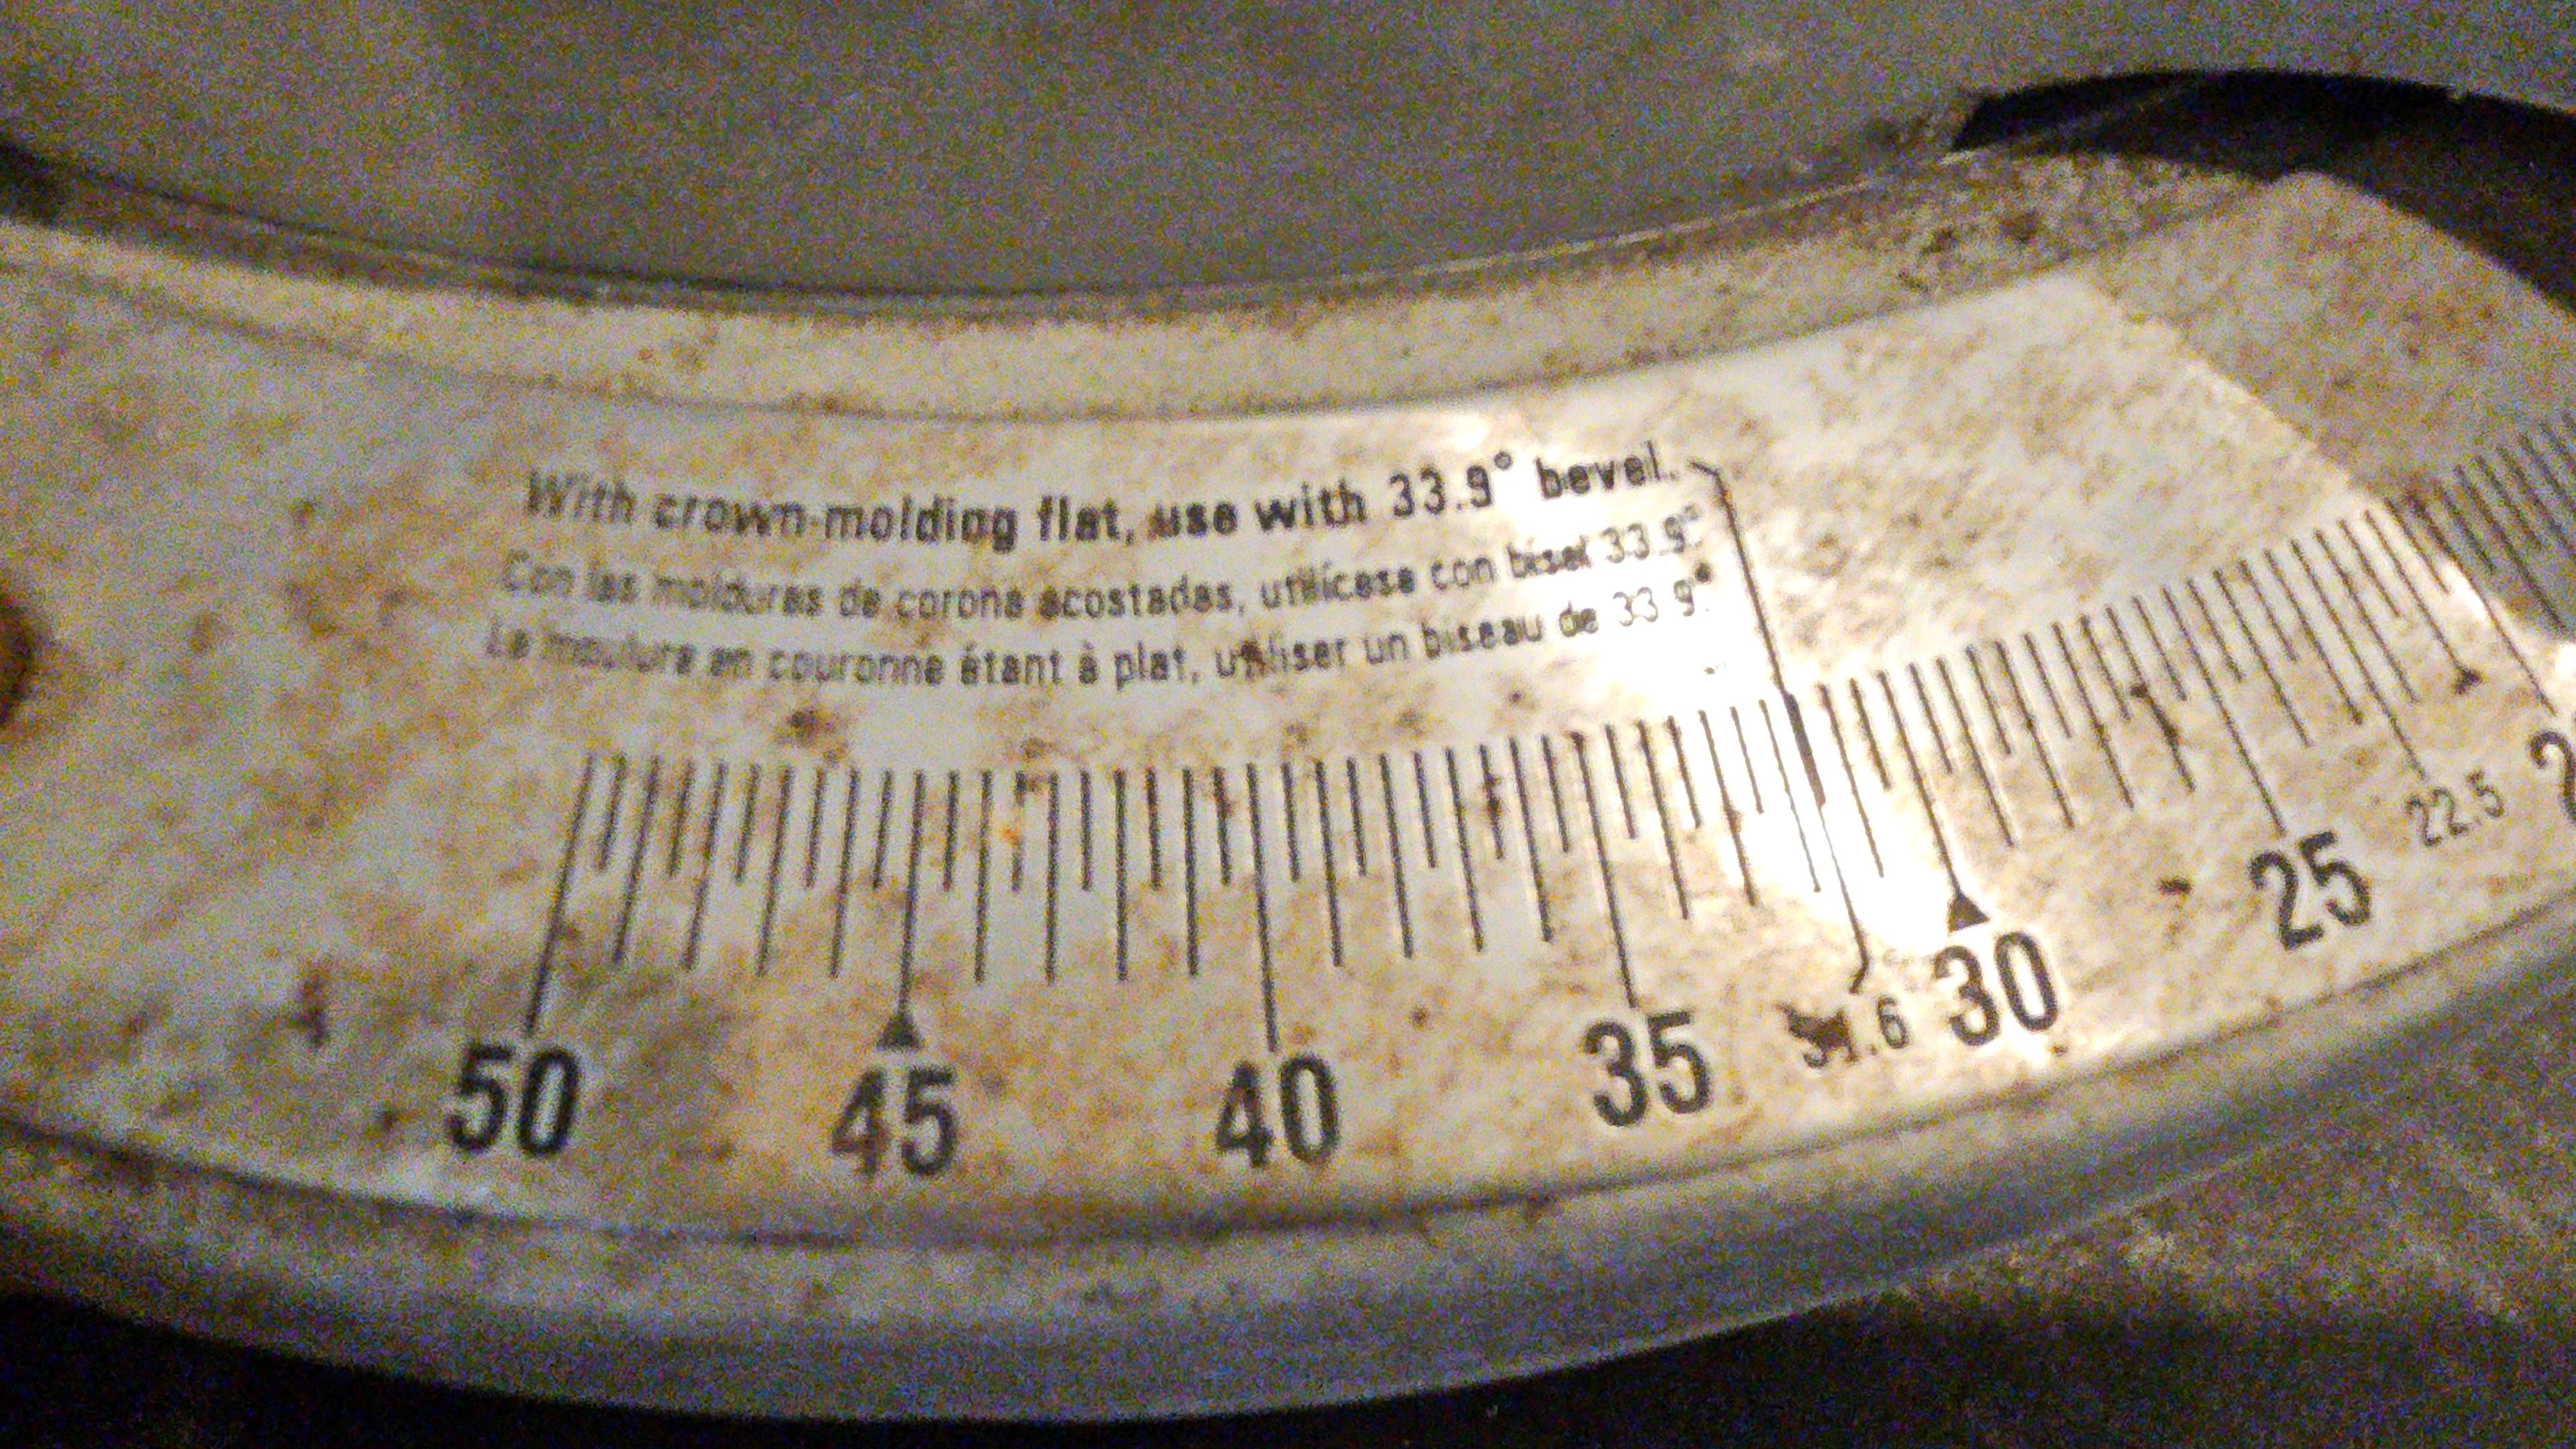 With crown-molding flat, use with 33.9° bevel.
Con las molduras de corona acostadas, utilícese con bisel 33.9°
La moulure en couronne étant à plat, utiliser un biseau de 33.9°
50 45 40 35 31.6 30 25 22.5